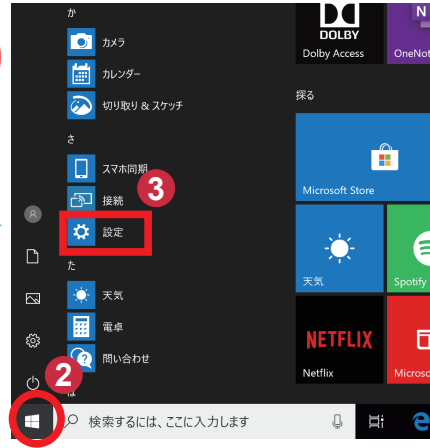 か
カメラ
カレンダー
切り取り & スケッチ
さ
スマホ同期
3
接続
設定
た
天気
電卓
問い合わせ
2
は
検索するには、ここに入力します
DOLBY
Dolby Access
N
OneNot
探る
Microsoft Store
天気
Spotify
NETFLIX
Netflix
Microso